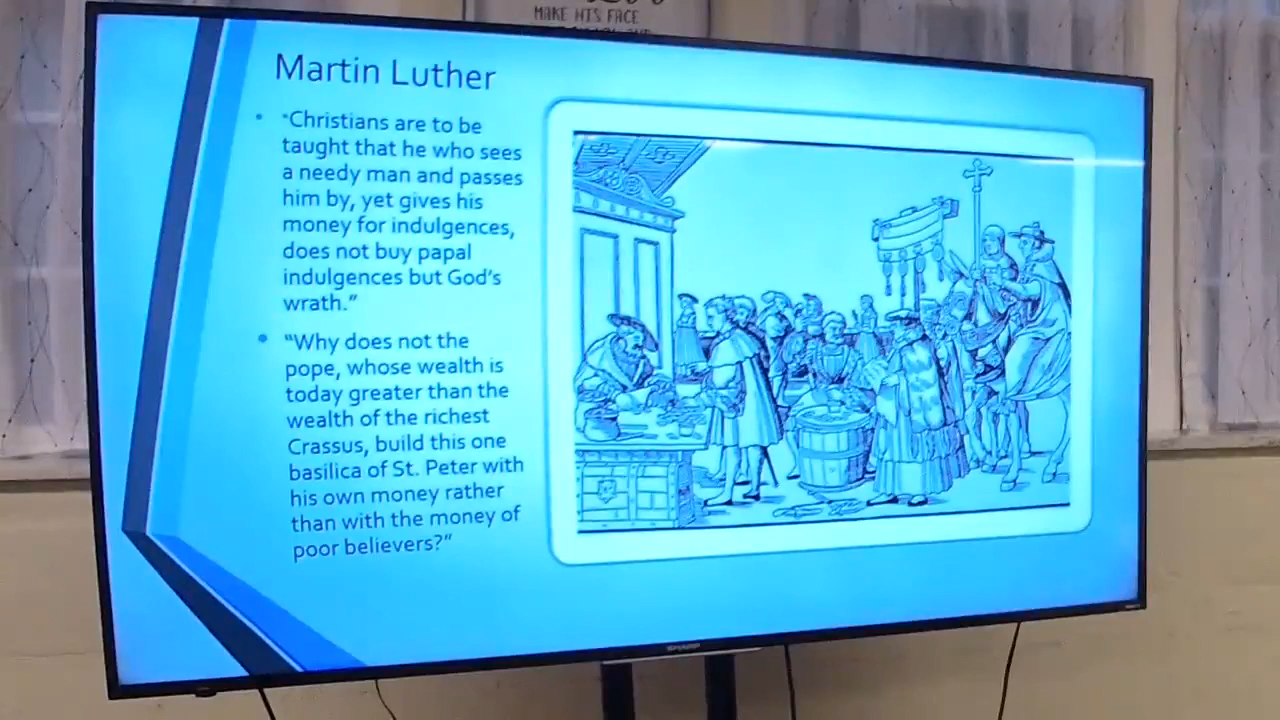 MAKE HIS FACE
Martin Luther
• "Christians are to be
taught that he who sees
a needy man and passes
him by, yet gives his
money for indulgences,
does not buy papal
indulgences but God's
wrath."
• "Why does not the
pope, whose wealth is
today greater than the
wealth of the richest
Crassus, build this one
basilica of St. Peter with
his own money rather
than with the money of
poor believers?"
SHARP